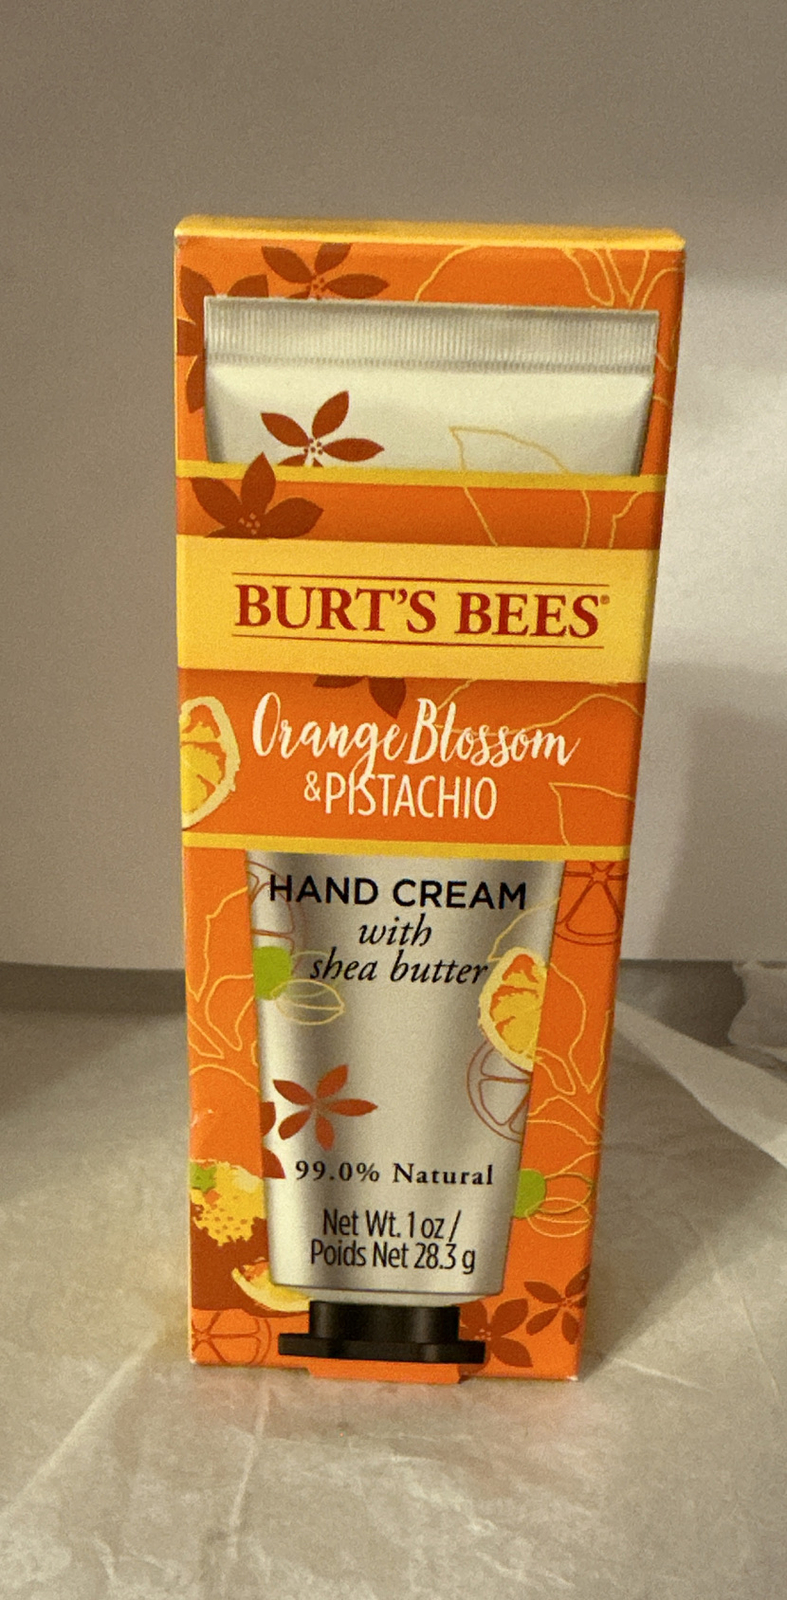 BURT'S BEES®
Orange Blossom
&PISTACHIO
HAND CREAM
with
shea butter
99.0% Natural
Net Wt. 1 oz /
Poids Net 28.3 g